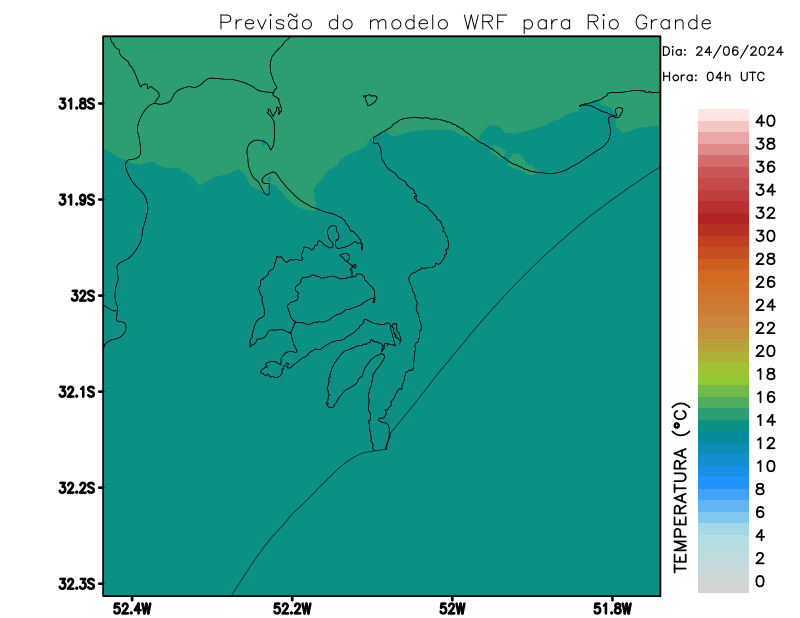 Previsão do modelo WRF para Rio Grande
Dia: 24/06/2024
Hora: 04h UTC
31.8S
31.9S
32S
32.1S
32.2S
32.3S
52.4W
52.2W
52W
51.8W
TEMPERATURA (°C)
40
38
36
34
32
30
28
26
24
22
20
18
16
14
12
10
8
6
4
2
0